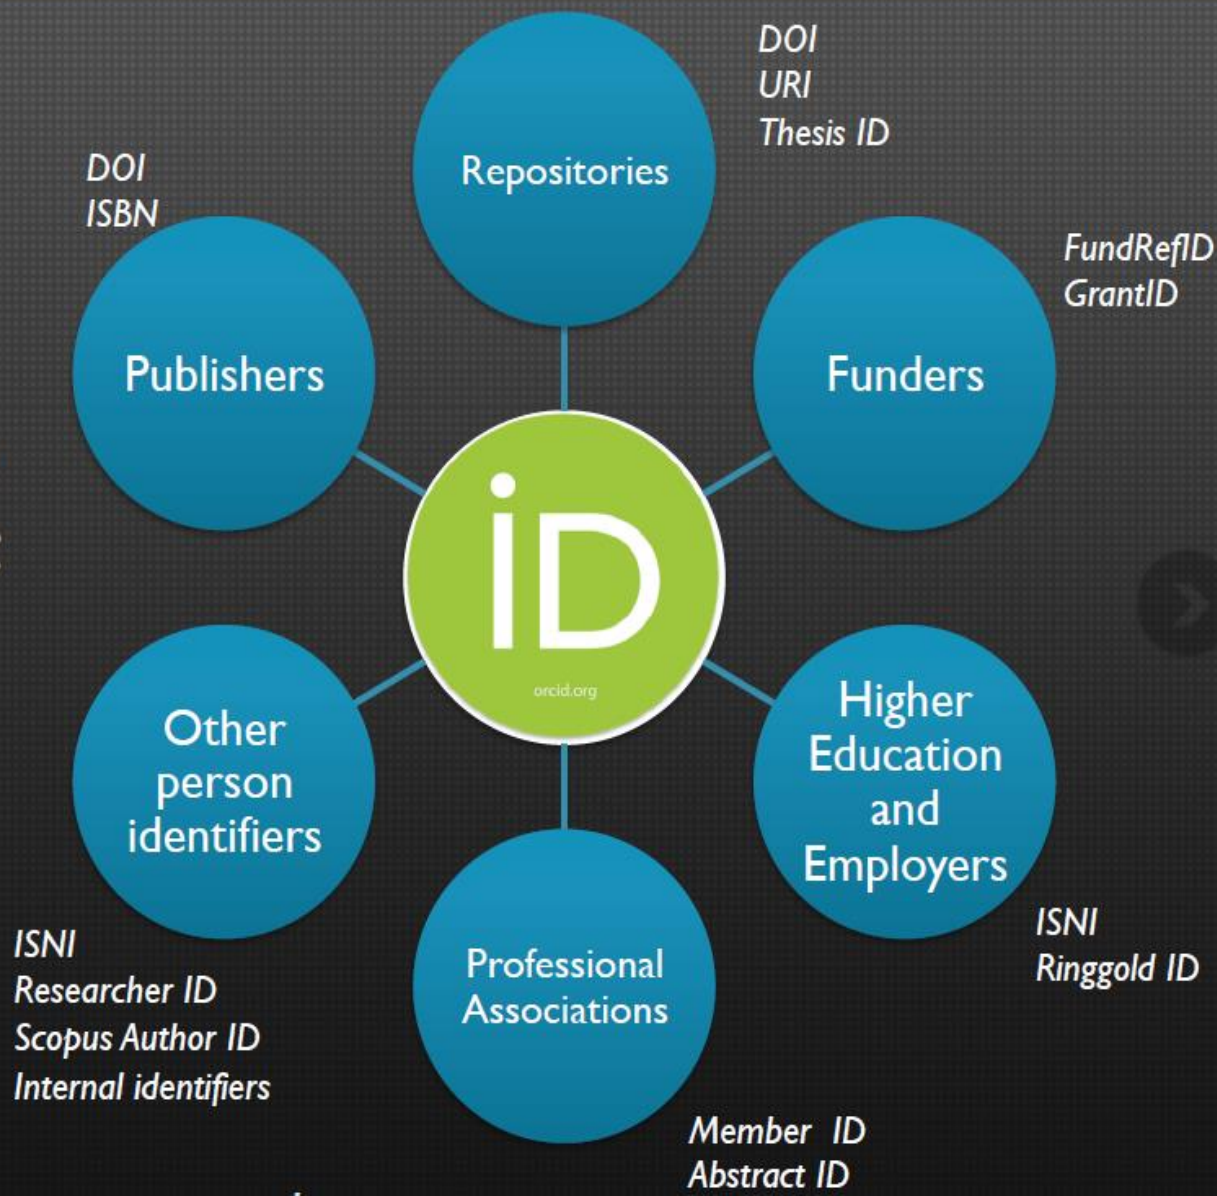 DOI
URI
Thesis ID
Repositories
DOI
ISBN
Publishers
FundRefID
GrantID
Funders
iD
orcid.org
Other
person
identifiers
Higher
Education
and
Employers
ISNI
Researcher ID
Scopus Author ID
Internal identifiers
Professional
Associations
ISNI
Ringgold ID
Member ID
Abstract ID